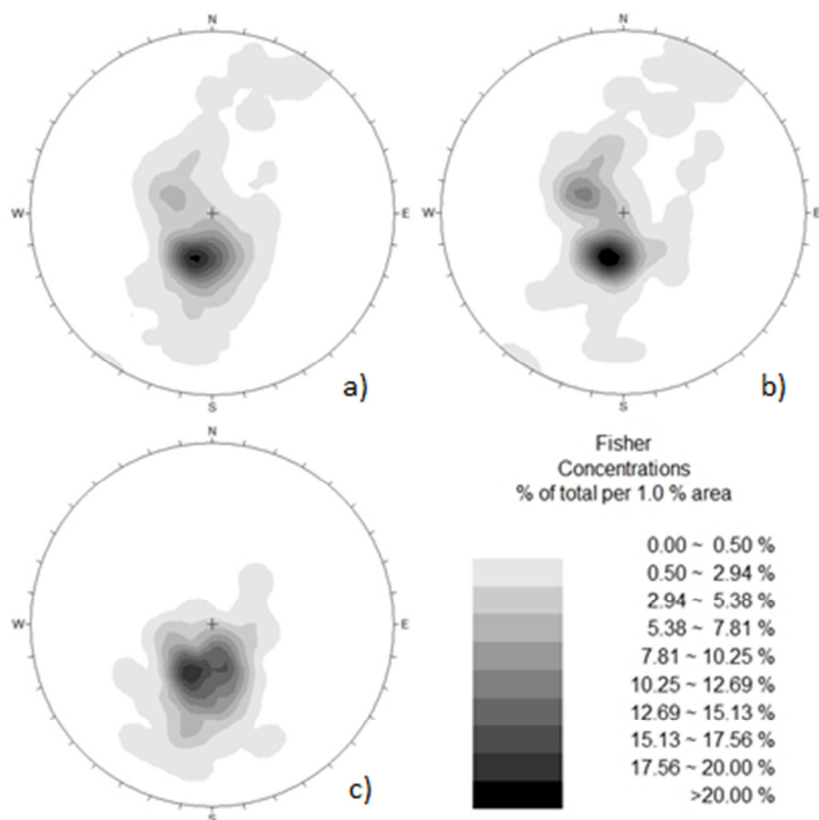 N
W
E
S
a)
N
W
E
S
b)
N
W
E
S
c)
Fisher
Concentrations
% of total per 1.0 % area
0.00 ~ 0.50 %
0.50 ~ 2.94 %
2.94 ~ 5.38 %
5.38 ~ 7.81 %
7.81 ~ 10.25 %
10.25 ~ 12.69 %
12.69 ~ 15.13 %
15.13 ~ 17.56 %
17.56 ~ 20.00 %
>20.00 %